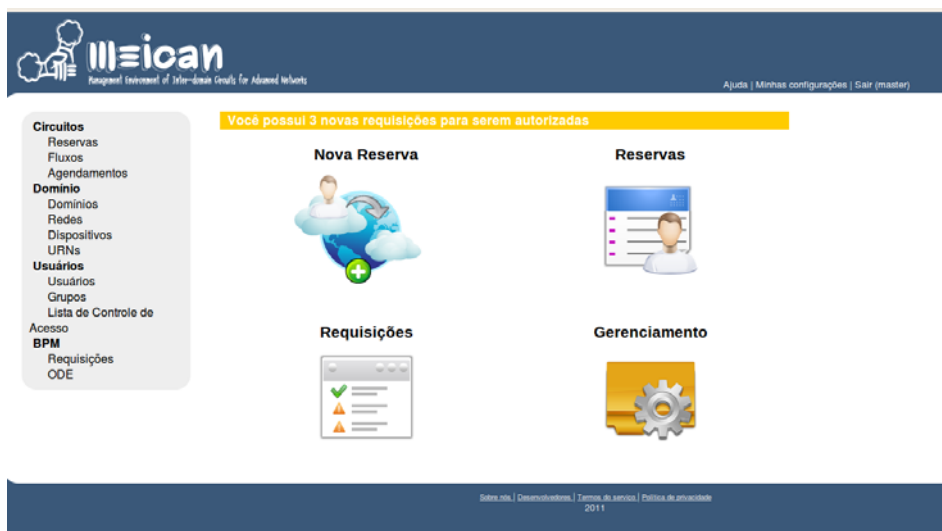 Meican
Management Environment of Inter-domain Circuits for Advanced Networks
Ajuda | Minhas configurações | Sair (master)
Circuitos
Reservas
Fluxos
Agendamentos
Domínio
Domínios
Redes
Dispositivos
URNs
Usuários
Usuários
Grupos
Lista de Controle de
Acesso
BPM
Requisições
ODE
Você possui 3 novas requisições para serem autorizadas
Nova Reserva
Reservas
Requisições
Gerenciamento
Sobre nós | Desenvolvedores | Termos do serviço | Política de privacidade
2011